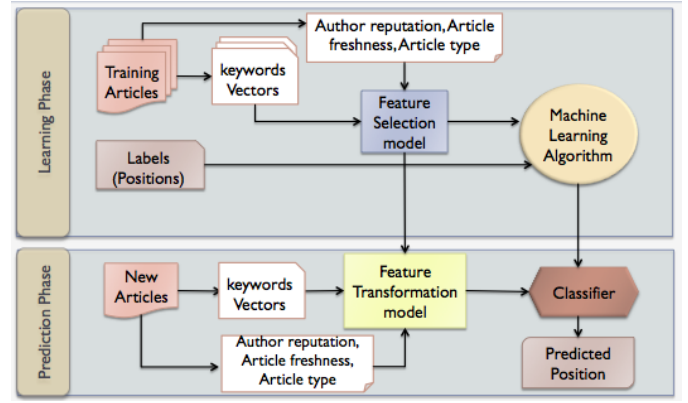 Learning Phase
Training
Articles
keywords
Vectors
Author reputation, Article
freshness, Article type
Feature
Selection
model
Machine
Learning
Algorithm
Labels
(Positions)
Prediction Phase
New
Articles
keywords
Vectors
Author reputation,
Article freshness,
Article type
Feature
Transformation
model
Classifier
Predicted
Position